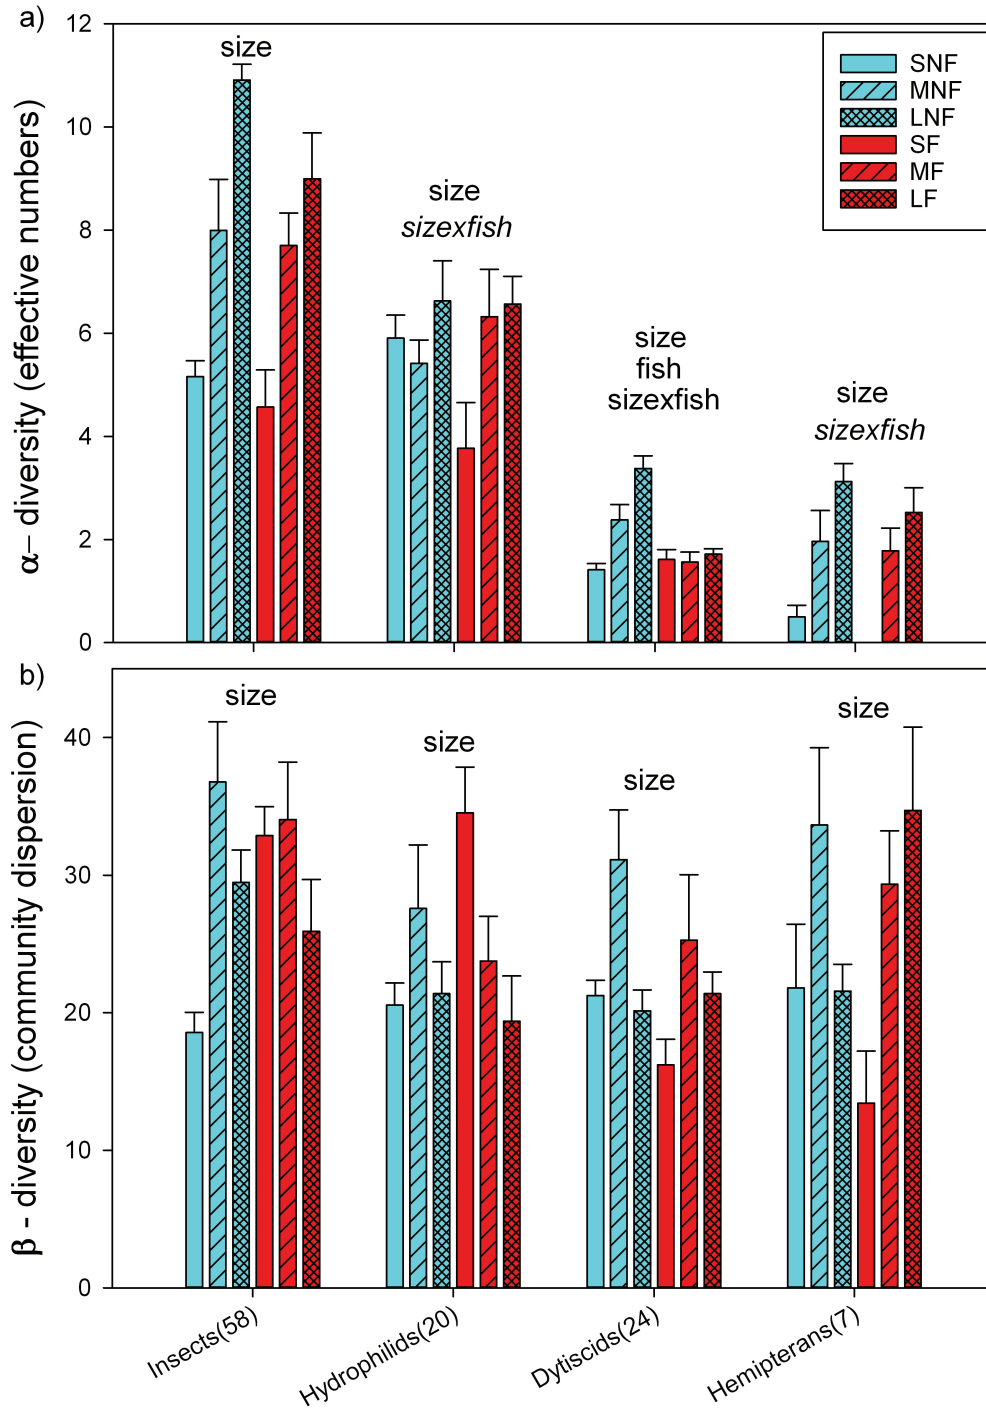 a)
α– diversity (effective numbers)
12
10
8
6
4
2
0
size
size
sizexfish
size
fish
sizexfish
size
sizexfish
SNF
MNF
LNF
SF
MF
LF
b)
β - diversity (community dispersion)
40
30
20
10
0
size
size
size
size
Insects(58)
Hydrophilids(20)
Dytiscids(24)
Hemipterans(7)